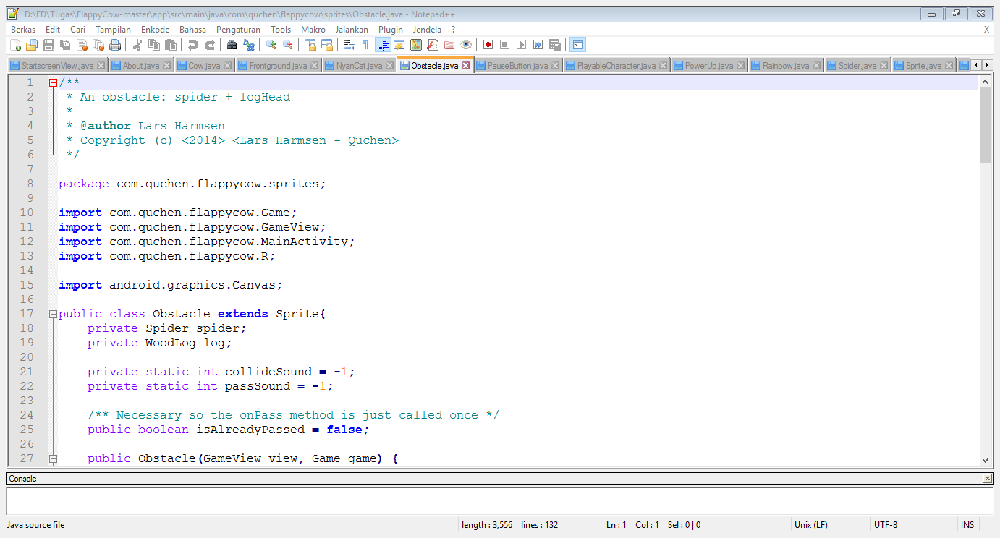 D:\FD\Tugas\FlappyCow-master\app\src\main\java\com\quchen\flappycow\sprites\Obstacle.java - Notepad++
Berkas Edit Cari Tampilan Enkode Bahasa Pengaturan Tools Makro Jalankan Plugin Jendela ? X
StartscreenView.java About.java Cow.java Frontground.java NyanCat.java Obstacle.java PauseButton.java PlayableCharacter.java PowerUp.java Rainbow.java Spider.java Sprite.java
1 /**
2  * An obstacle: spider + logHead
3  *
4  * @author Lars Harmsen
5  * Copyright (c) <2014> <Lars Harmsen - Quchen>
6  */
7
8 package com.quchen.flappycow.sprites;
9
10 import com.quchen.flappycow.Game;
11 import com.quchen.flappycow.GameView;
12 import com.quchen.flappycow.MainActivity;
13 import com.quchen.flappycow.R;
14
15 import android.graphics.Canvas;
16
17 public class Obstacle extends Sprite{
18     private Spider spider;
19     private WoodLog log;
20
21     private static int collideSound = -1;
22     private static int passSound = -1;
23
24     /** Necessary so the onPass method is just called once */
25     public boolean isAlreadyPassed = false;
26
27     public Obstacle(GameView view, Game game) {
Console
Java source file length : 3,556 lines : 132 Ln : 1 Col : 1 Sel : 0 | 0 Unix (LF) UTF-8 INS